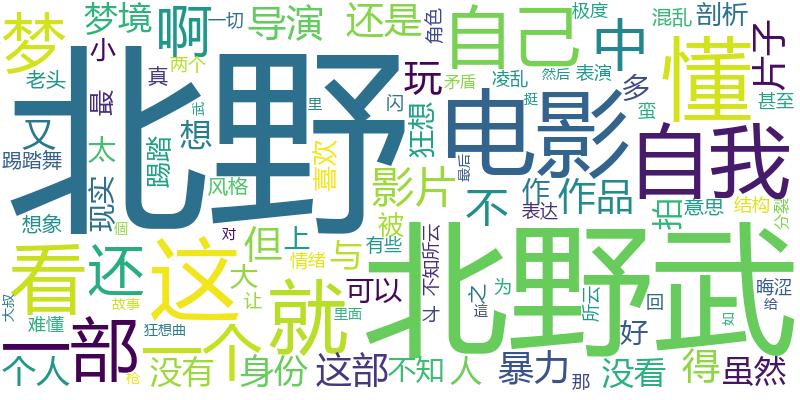 梦
梦境
啊
导演
还是
角色
自己
中
极度
混乱
剖析
一切
小
老头
真
两个
最
又
北野
闪
玩
狂想
矛盾
凌乱
然后
表演
多
懂
片子
甚至
蛮
挺
里
想
太
踢踏
踢踏舞
喜欢
电影
自我
最后
现实
风格
影片
被
不
作
作品
表达
拍
意思
结构
分裂
想象
個
看
还
这
但
对
上
大
让
情绪
与
有些
不知所云
北野武
之
這
为
所云
回
晦涩
给
大叔
故事
难懂
一部
狂想曲
一个
就
里面
可以
斗
好
如
个人
枪
没有
身份
这部
不知
人
暴力
那
没看
得
虽然